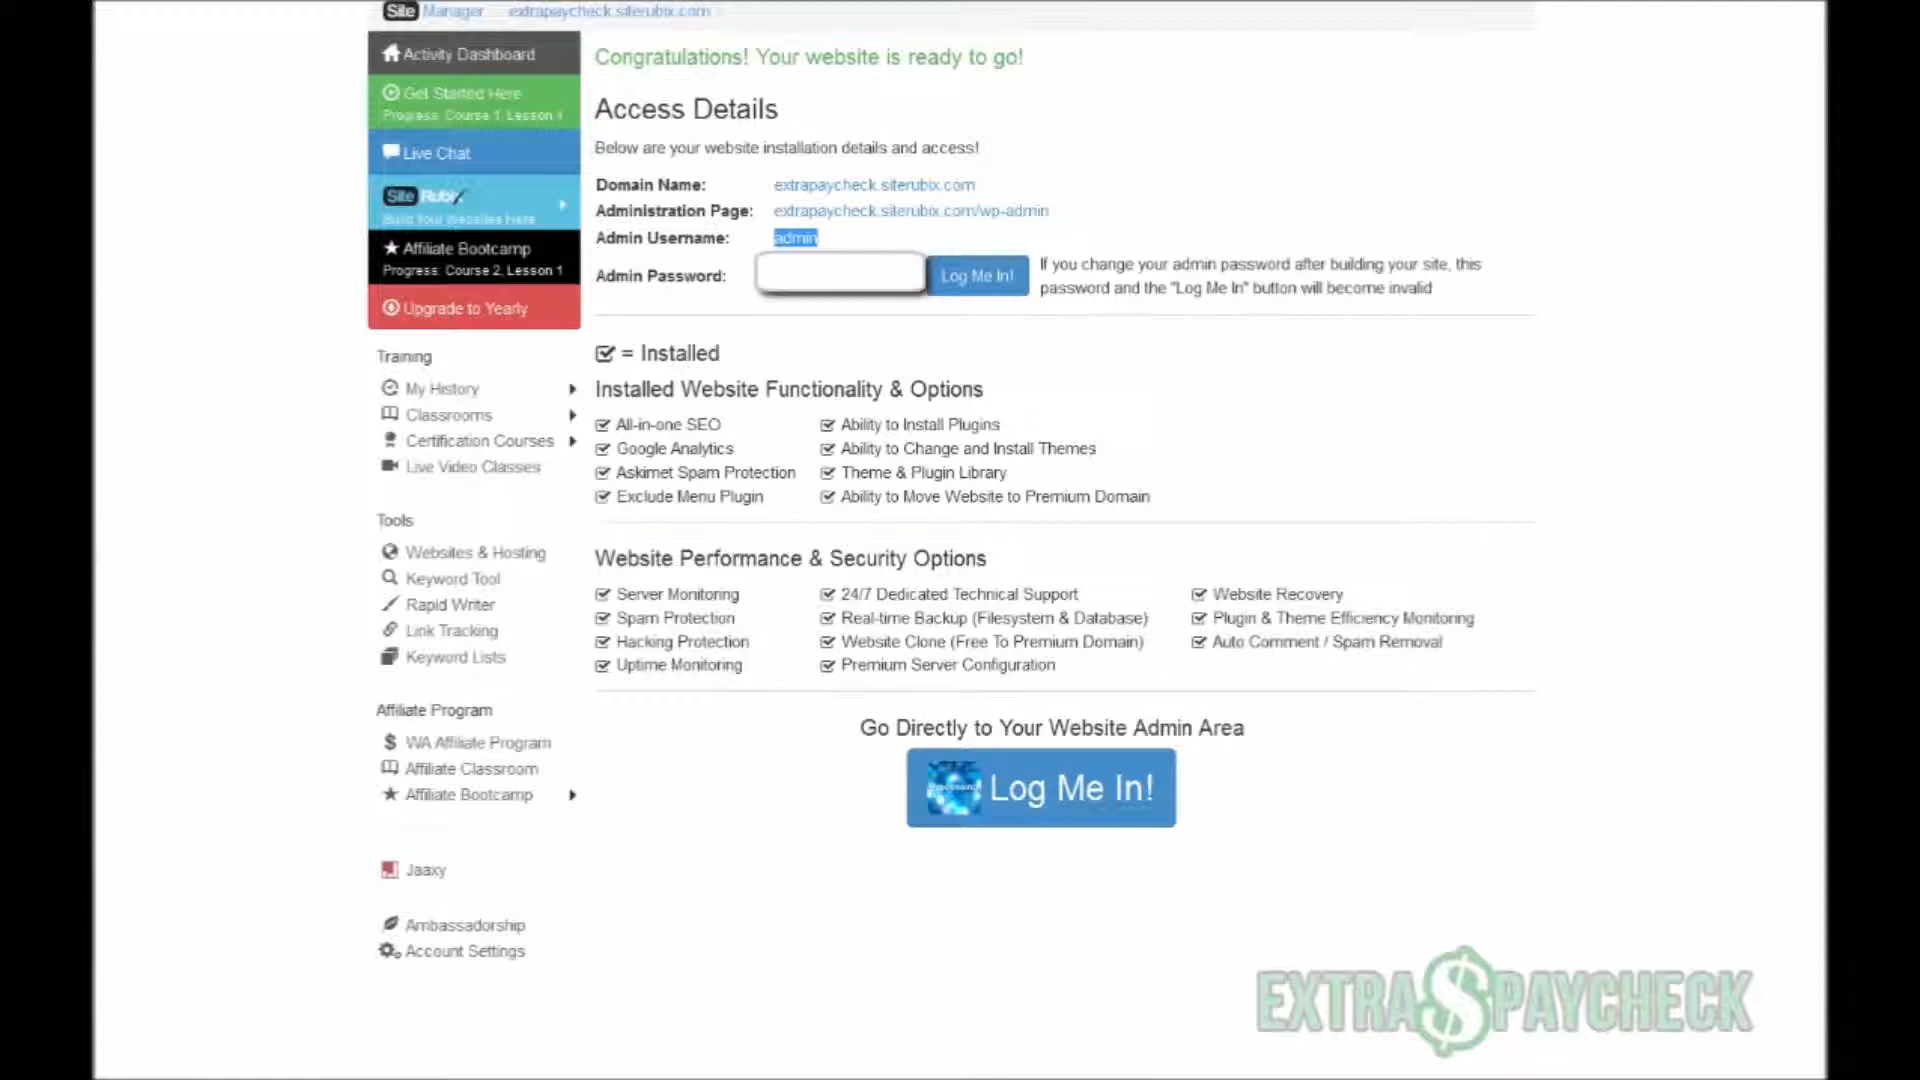 Site Manager extrapaycheck.siterubix.com
Activity Dashboard
Get Started Here
Progress: Course 1, Lesson 1
Live Chat
Site Rubix
Build Your Websites Here
Affiliate Bootcamp
Progress: Course 2, Lesson 1
Upgrade to Yearly
Training
My History
Classrooms
Certification Courses
Live Video Classes
Tools
Websites & Hosting
Keyword Tool
Rapid Writer
Link Tracking
Keyword Lists
Affiliate Program
WA Affiliate Program
Affiliate Classroom
Affiliate Bootcamp
Jaaxy
Ambassadorship
Account Settings
Congratulations! Your website is ready to go!
Access Details
Below are your website installation details and access!
Domain Name: extrapaycheck.siterubix.com
Administration Page: extrapaycheck.siterubix.com/wp-admin
Admin Username: admin
Admin Password: Log Me In!
If you change your admin password after building your site, this
password and the "Log Me In" button will become invalid
= Installed
Installed Website Functionality & Options
All-in-one SEO Ability to Install Plugins
Google Analytics Ability to Change and Install Themes
Askimet Spam Protection Theme & Plugin Library
Exclude Menu Plugin Ability to Move Website to Premium Domain
Website Performance & Security Options
Server Monitoring 24/7 Dedicated Technical Support Website Recovery
Spam Protection Real-time Backup (Filesystem & Database) Plugin & Theme Efficiency Monitoring
Hacking Protection Website Clone (Free To Premium Domain) Auto Comment / Spam Removal
Uptime Monitoring Premium Server Configuration
Go Directly to Your Website Admin Area
Log Me In!
EXTRA$PAYCHECK